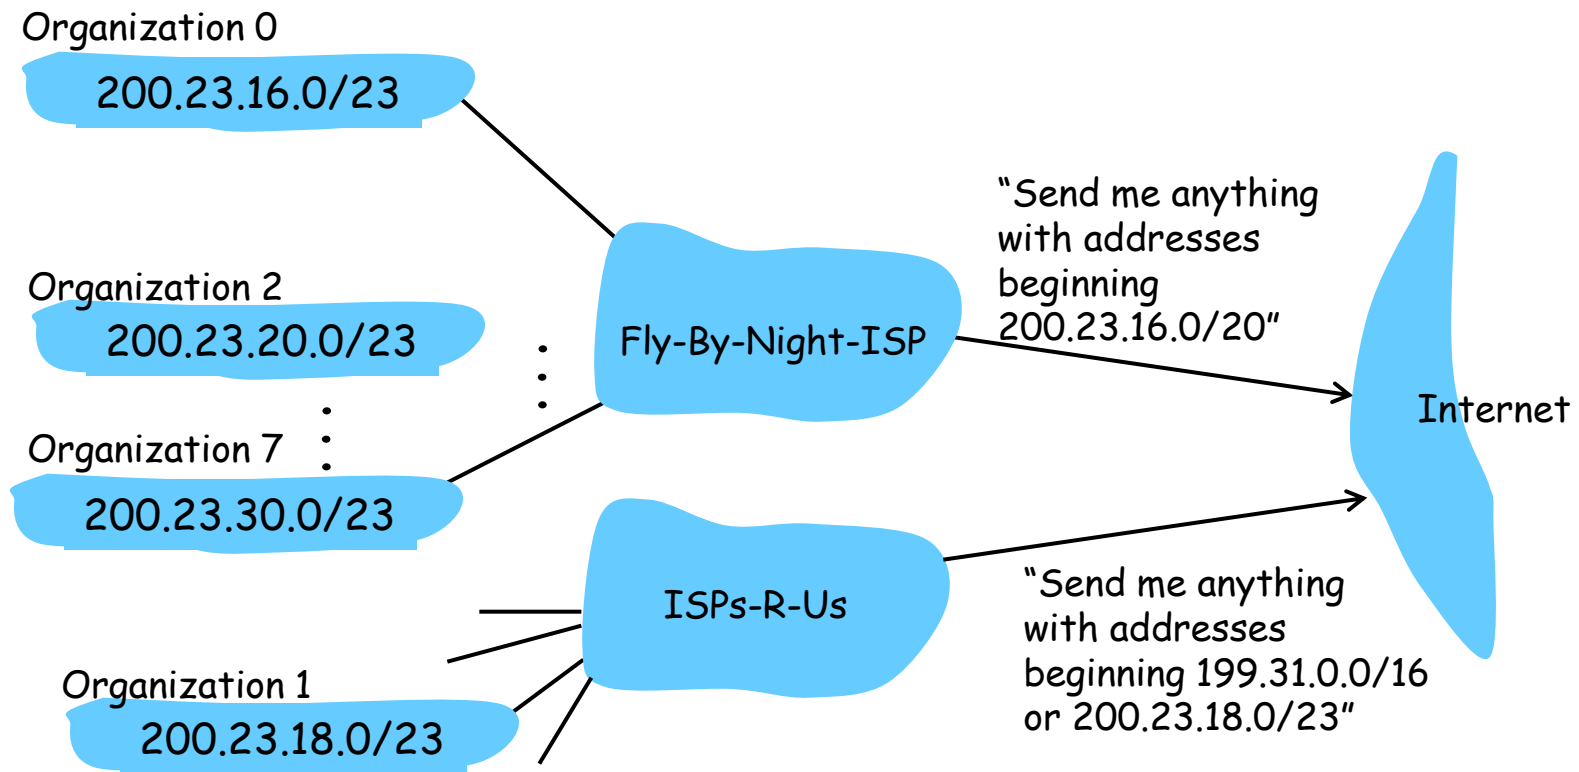 Organization 0
200.23.16.0/23
Organization 2
200.23.20.0/23
Organization 7
200.23.30.0/23
Fly-By-Night-ISP
“Send me anything
with addresses
beginning
200.23.16.0/20”
Internet
ISPs-R-Us
Organization 1
200.23.18.0/23
“Send me anything
with addresses
beginning 199.31.0.0/16
or 200.23.18.0/23”